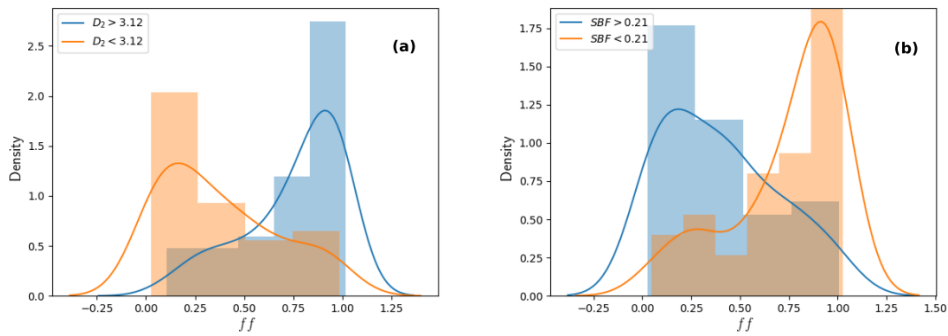 D₂ > 3.12
D₂ < 3.12
(a)
2.5
2.0
1.5
1.0
0.5
0.0
Density
−0.25 0.00 0.25 0.50 0.75 1.00 1.25
ff
SBF > 0.21
SBF < 0.21
(b)
1.75
1.50
1.25
1.00
0.75
0.50
0.25
0.00
Density
−0.25 0.00 0.25 0.50 0.75 1.00 1.25 1.50
ff